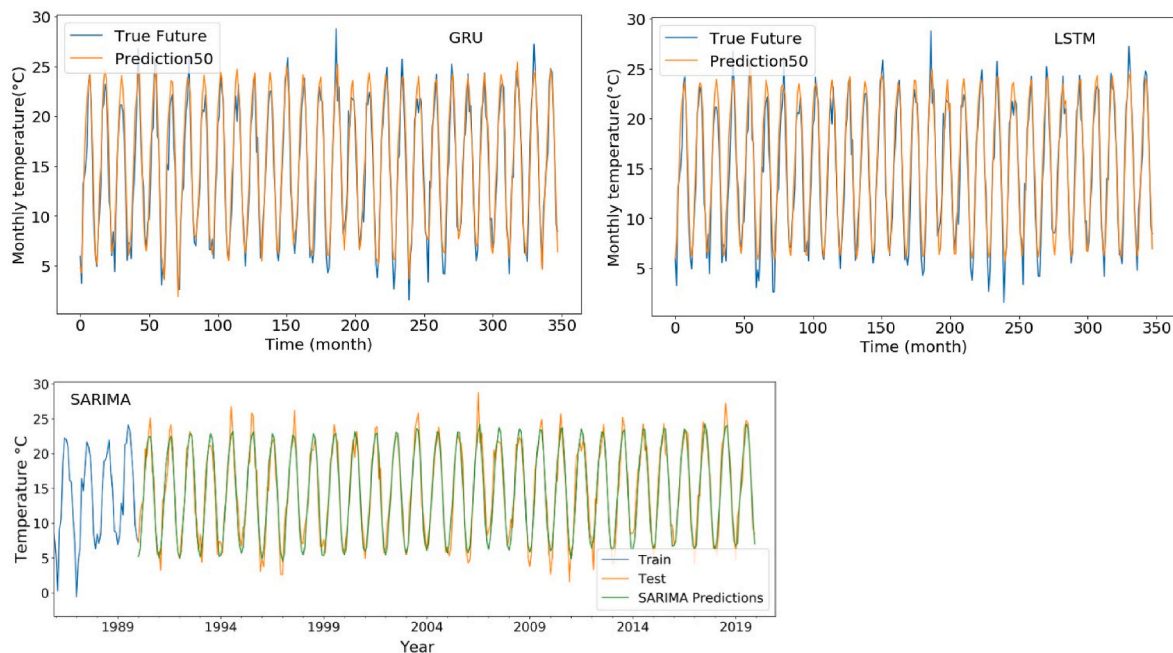 30
25
20
15
10
5
Monthly temperature(°C)
True Future
Prediction50
GRU
0 50 100 150 200 250 300 350
Time (month)
30
25
20
15
10
5
Monthly temperature(°C)
True Future
Prediction50
LSTM
0 50 100 150 200 250 300 350
Time (month)
30
25
20
15
10
5
0
Temperature °C
SARIMA
Train
Test
SARIMA Predictions
1989 1994 1999 2004 2009 2014 2019
Year